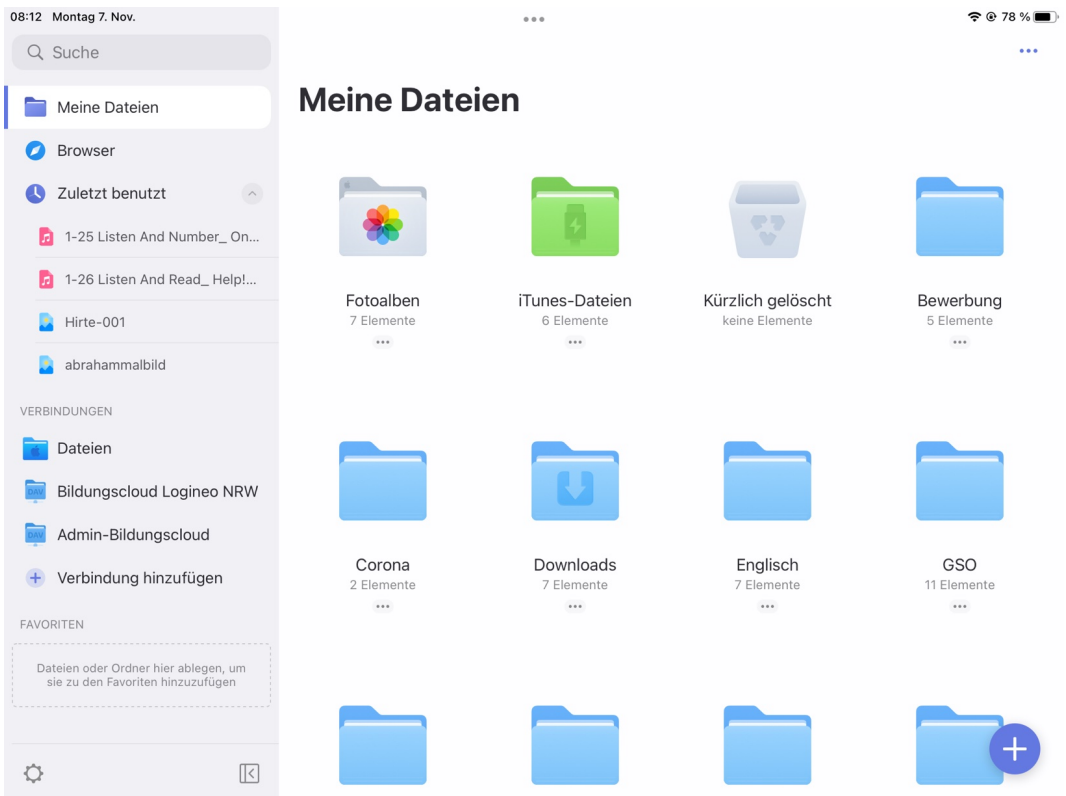 08:12 Montag 7. Nov.
78 %
Suche
Meine Dateien
Browser
Zuletzt benutzt
1-25 Listen And Number_ On...
1-26 Listen And Read_ Help!...
Hirte-001
abrahammalbild
VERBINDUNGEN
Dateien
DAV
Bildungscloud Logineo NRW
DAV
Admin-Bildungscloud
Verbindung hinzufügen
FAVORITEN
Dateien oder Ordner hier ablegen, um
sie zu den Favoriten hinzuzufügen
Meine Dateien
Fotoalben
7 Elemente
iTunes-Dateien
6 Elemente
Kürzlich gelöscht
keine Elemente
Bewerbung
5 Elemente
Corona
2 Elemente
Downloads
7 Elemente
Englisch
7 Elemente
GSO
11 Elemente